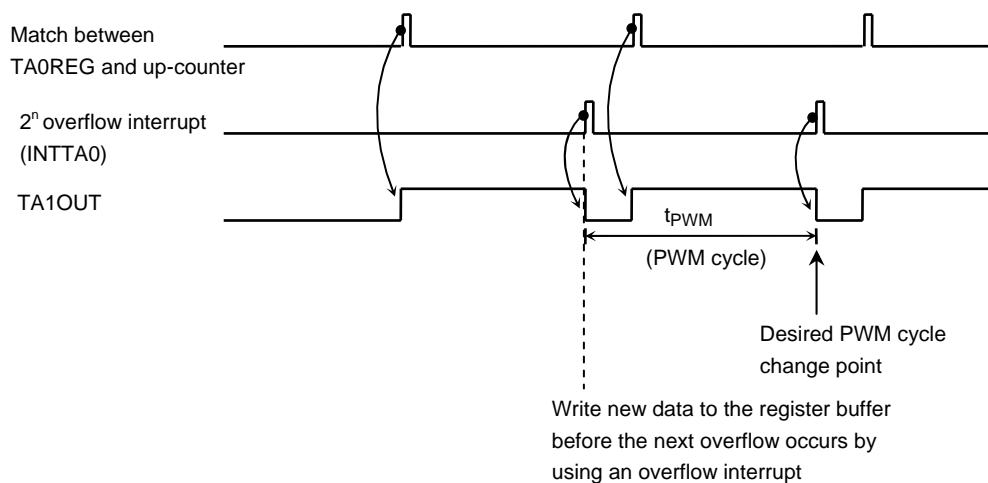 Match between
TA0REG and up-counter
2ⁿ overflow interrupt
(INTTA0)
TA1OUT
tPWM
(PWM cycle)
Desired PWM cycle
change point
Write new data to the register buffer
before the next overflow occurs by
using an overflow interrupt